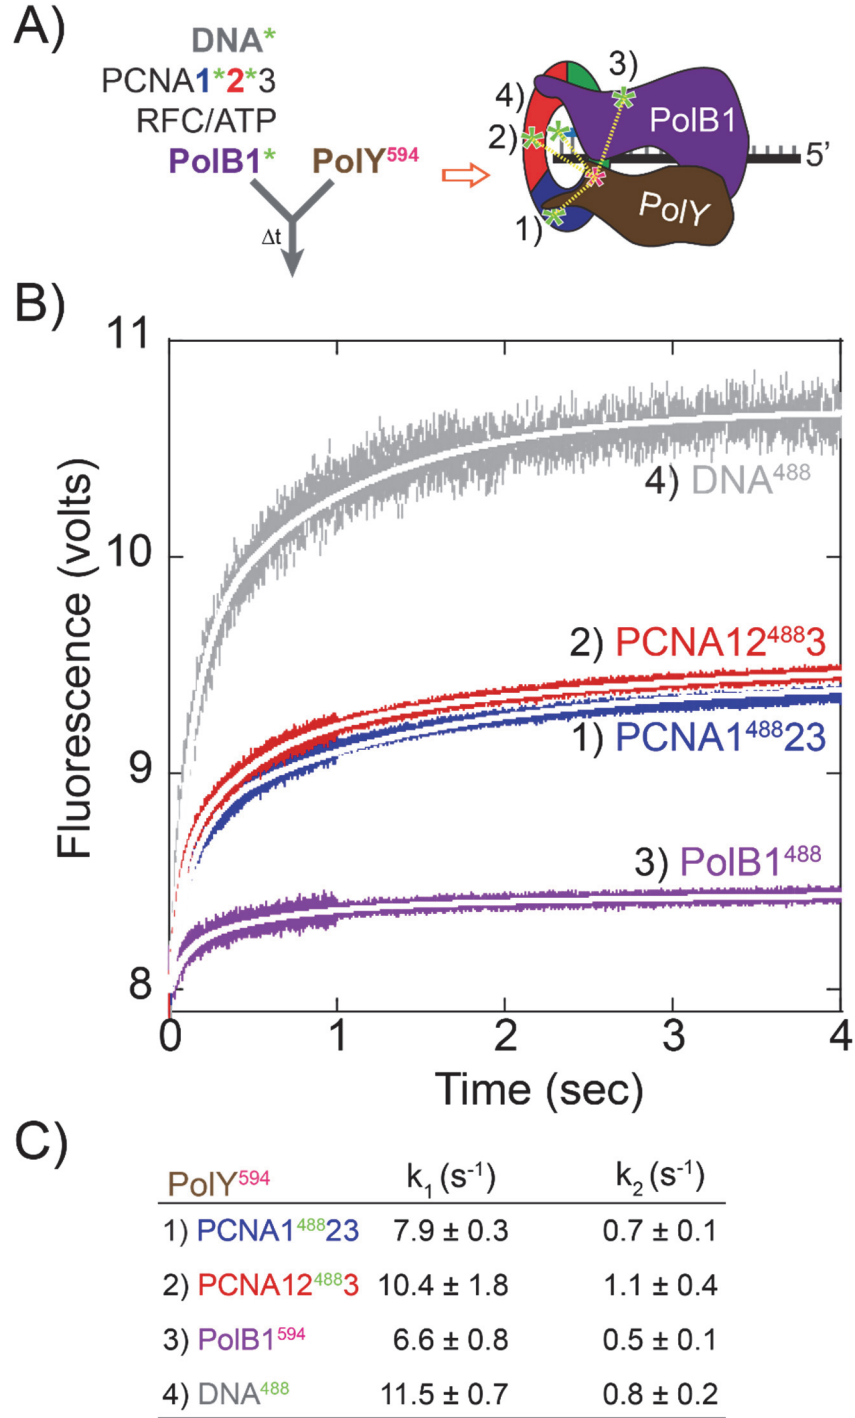 A)
DNA*
PCNA1*2*3
RFC/ATP
PolB1* PolY⁵⁹⁴
Δt
3)
4)
2)
1)
PolB1
PolY
5’
B)
Fluorescence (volts)
11
10
9
8
4) DNA⁴⁸⁸
2) PCNA12⁴⁸⁸3
1) PCNA1⁴⁸⁸23
3) PolB1⁴⁸⁸
0 1 2 3 4
Time (sec)
C)
PolY⁵⁹⁴ k₁ (s⁻¹) k₂ (s⁻¹)
1) PCNA1⁴⁸⁸23 7.9 ± 0.3 0.7 ± 0.1
2) PCNA12⁴⁸⁸3 10.4 ± 1.8 1.1 ± 0.4
3) PolB1⁵⁹⁴ 6.6 ± 0.8 0.5 ± 0.1
4) DNA⁴⁸⁸ 11.5 ± 0.7 0.8 ± 0.2